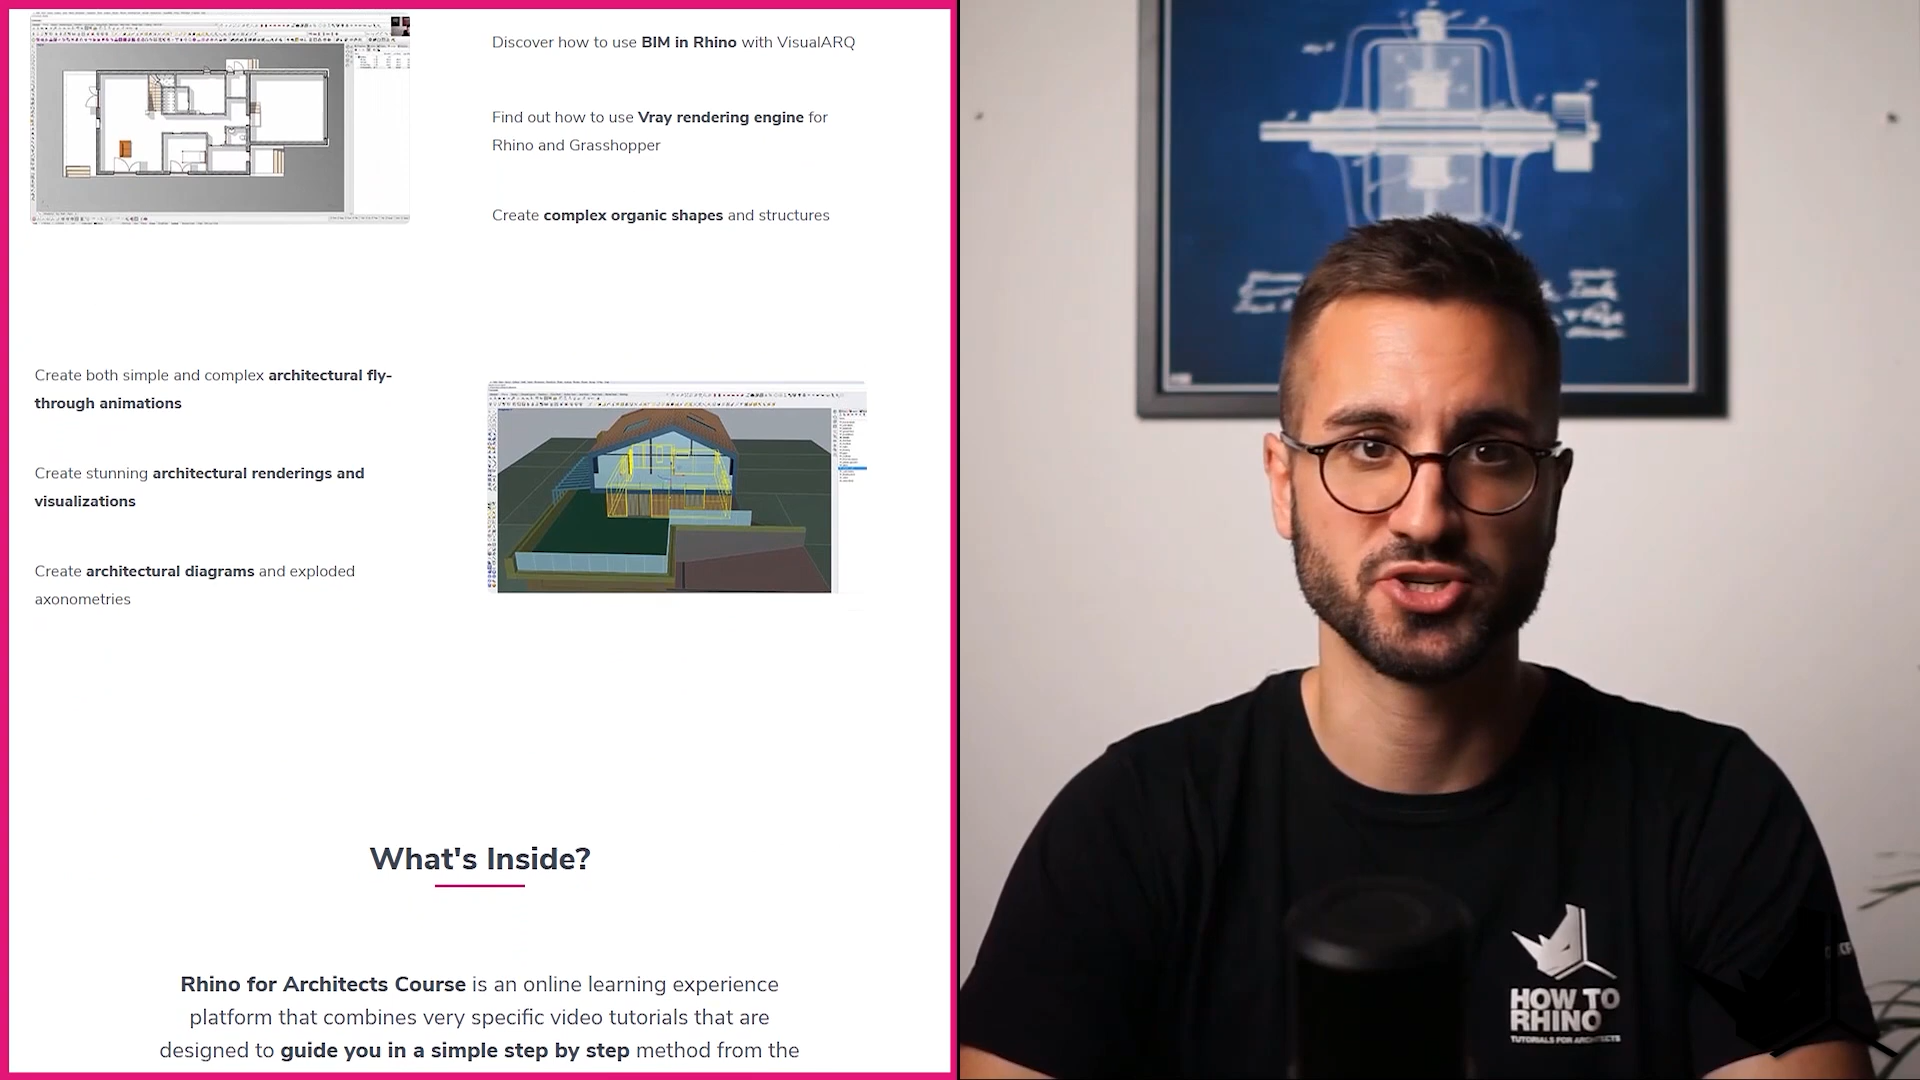 Discover how to use BIM in Rhino with VisualARQ
Find out how to use Vray rendering engine for
Rhino and Grasshopper
Create complex organic shapes and structures
Create both simple and complex architectural fly-
through animations
Create stunning architectural renderings and
visualizations
Create architectural diagrams and exploded
axonometries
What's Inside?
Rhino for Architects Course is an online learning experience
platform that combines very specific video tutorials that are
designed to guide you in a simple step by step method from the
HOW TO
RHINO
TUTORIALS FOR ARCHITECTS